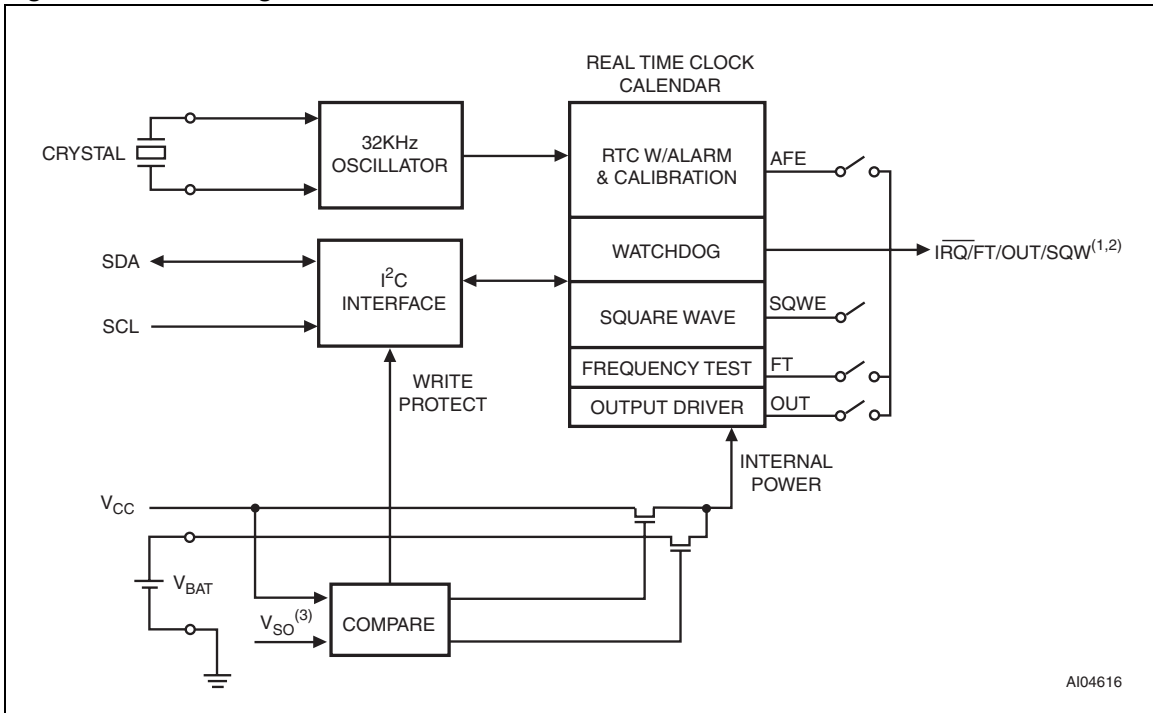 REAL TIME CLOCK
CALENDAR
CRYSTAL
32KHz
OSCILLATOR
RTC W/ALARM
& CALIBRATION
AFE
WATCHDOG
IRQ/FT/OUT/SQW(1,2)
SDA
I2C
INTERFACE
SCL
SQUARE WAVE
SQWE
FREQUENCY TEST
FT
OUTPUT DRIVER
OUT
WRITE
PROTECT
INTERNAL
POWER
VCC
VBAT
VSO(3)
COMPARE
AI04616